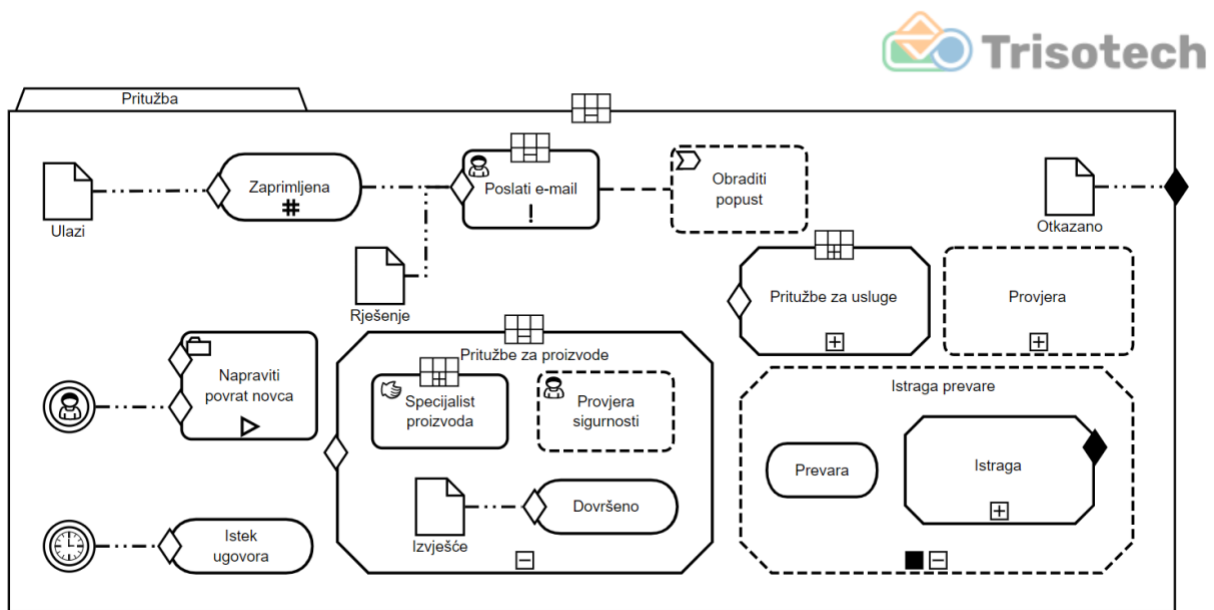 Trisotech
Pritužba
Zaprimljena
Poslati e-mail
Obraditi
popust
Ulazi
Otkazano
Rješenje
Pritužbe za usluge
Provjera
Napraviti
povrat novca
Pritužbe za proizvode
Specijalist
proizvoda
Provjera
sigurnosti
Istraga prevare
Prevara
Istraga
Izvješće
Dovršeno
Istek
ugovora